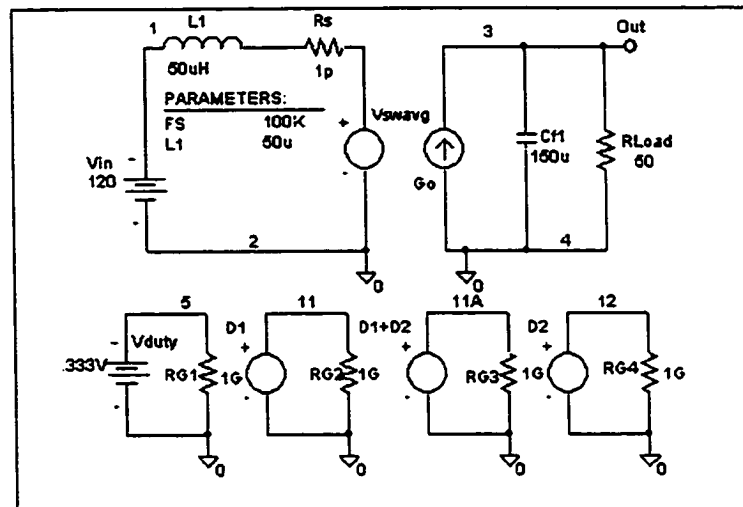 1 L1 Rs 3 Out
50uH 1p
PARAMETERS:
FS 100K
L1 50u
Vswavg
+
-
Vin
120
-
-
Go
Cf1
150u
RLoad
50
2 4
0 0
5 11 11A 12
Vduty
.333V
-
-
RG1 1G
D1
+
-
RG2 1G
D1+D2
+
-
RG3 1G
D2
+
-
RG4 1G
0 0 0 0